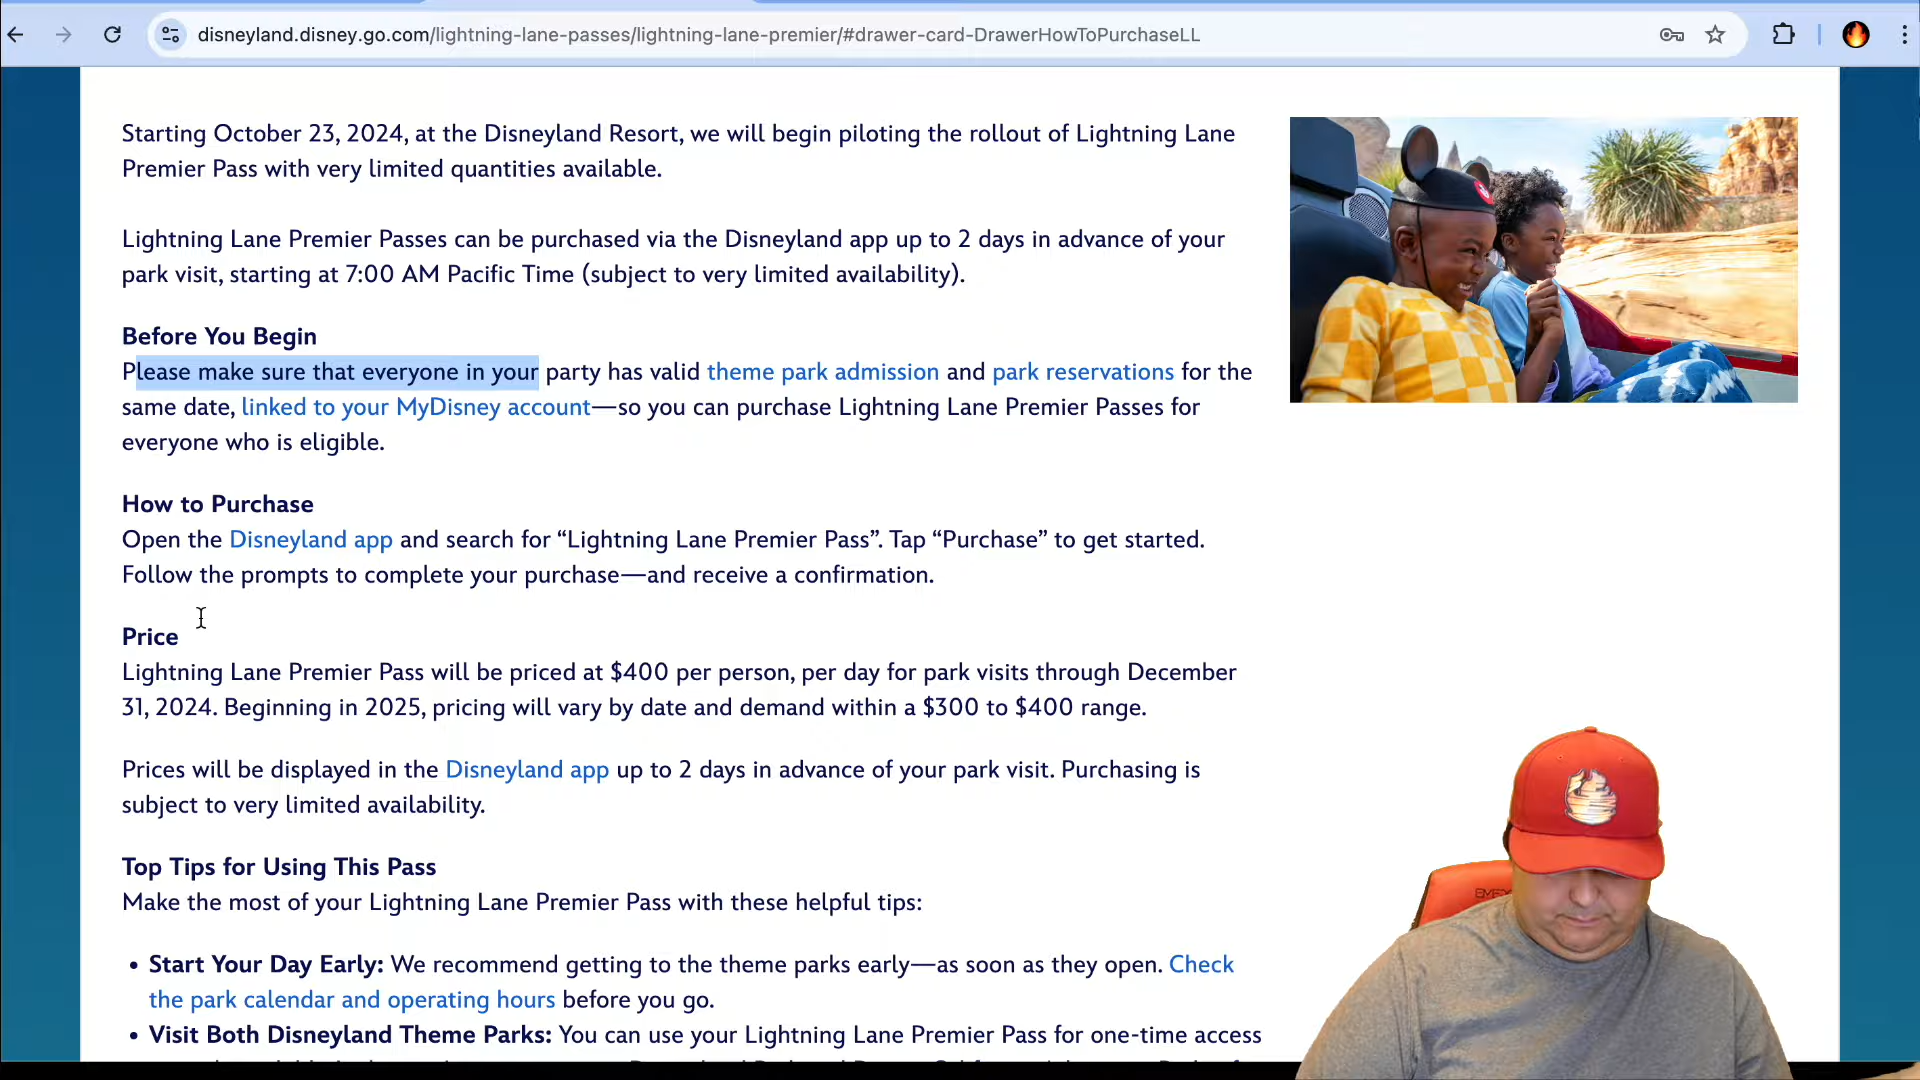 disneyland.disney.go.com/lightning-lane-passes/lightning-lane-premier/#drawer-card-DrawerHowToPurchaseLL
Starting October 23, 2024, at the Disneyland Resort, we will begin piloting the rollout of Lightning Lane
Premier Pass with very limited quantities available.
Lightning Lane Premier Passes can be purchased via the Disneyland app up to 2 days in advance of your
park visit, starting at 7:00 AM Pacific Time (subject to very limited availability).
Before You Begin
Please make sure that everyone in your party has valid theme park admission and park reservations for the
same date, linked to your MyDisney account—so you can purchase Lightning Lane Premier Passes for
everyone who is eligible.
How to Purchase
Open the Disneyland app and search for “Lightning Lane Premier Pass”. Tap “Purchase” to get started.
Follow the prompts to complete your purchase—and receive a confirmation.
Price
Lightning Lane Premier Pass will be priced at $400 per person, per day for park visits through December
31, 2024. Beginning in 2025, pricing will vary by date and demand within a $300 to $400 range.
Prices will be displayed in the Disneyland app up to 2 days in advance of your park visit. Purchasing is
subject to very limited availability.
Top Tips for Using This Pass
Make the most of your Lightning Lane Premier Pass with these helpful tips:
• Start Your Day Early: We recommend getting to the theme parks early—as soon as they open. Check
the park calendar and operating hours before you go.
• Visit Both Disneyland Theme Parks: You can use your Lightning Lane Premier Pass for one-time access